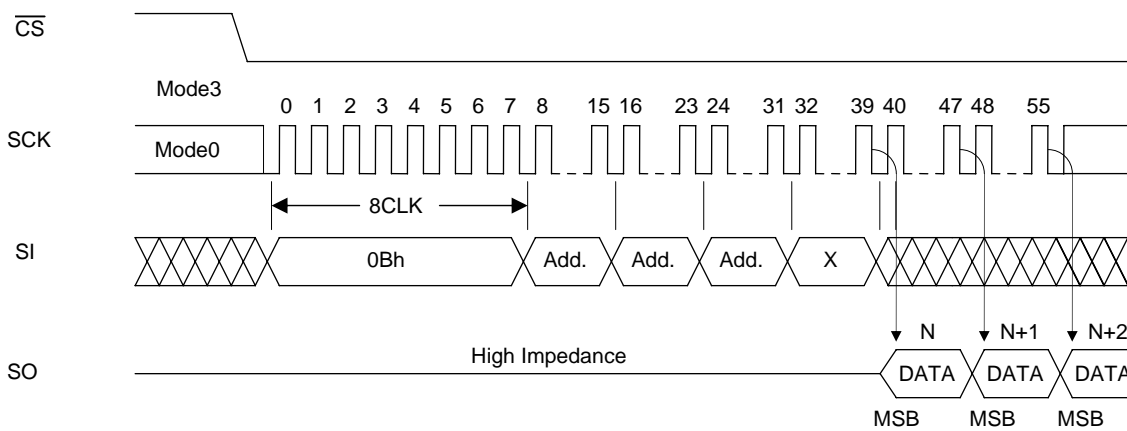 CS
Mode3
0 1 2 3 4 5 6 7 8 15 16 23 24 31 32 39 40 47 48 55
SCK
Mode0
8CLK
SI
0Bh Add. Add. Add. X
N N+1 N+2
High Impedance
SO
DATA DATA DATA
MSB MSB MSB